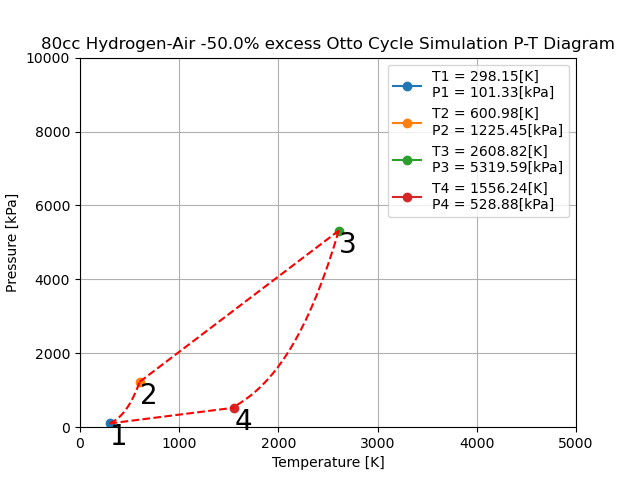 80cc Hydrogen-Air -50.0% excess Otto Cycle Simulation P-T Diagram
10000
8000
6000
4000
2000
0
Pressure [kPa]
T1 = 298.15[K]
P1 = 101.33[kPa]
T2 = 600.98[K]
P2 = 1225.45[kPa]
T3 = 2608.82[K]
P3 = 5319.59[kPa]
T4 = 1556.24[K]
P4 = 528.88[kPa]
3
2
4
1
0 1000 2000 3000 4000 5000
Temperature [K]